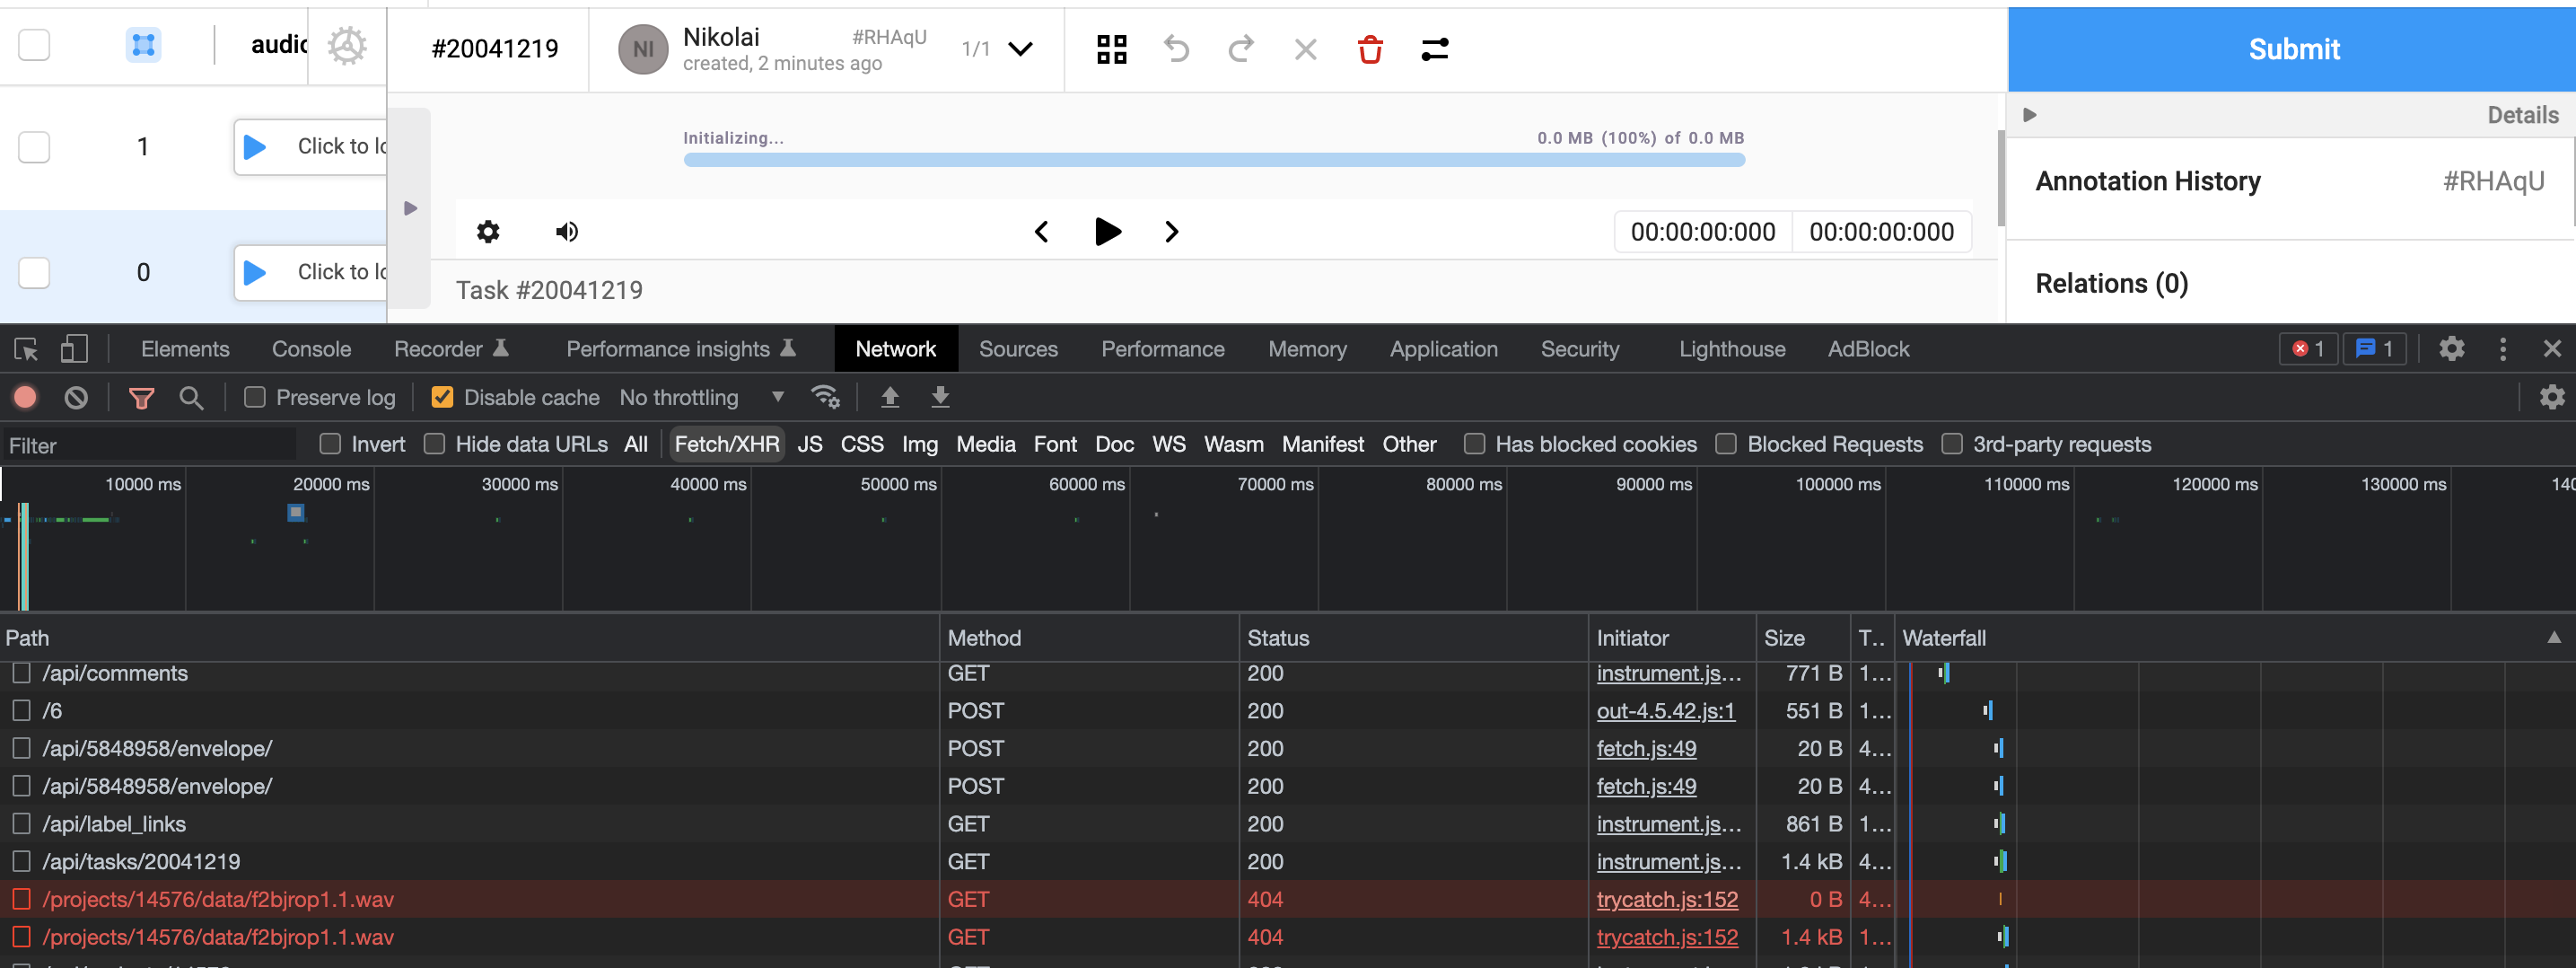 audio
#20041219
NI
Nikolai #RHAqU
created, 2 minutes ago
1/1
Submit
Details
1
Click to lo
Initializing... 0.0 MB (100%) of 0.0 MB
Annotation History #RHAqU
00:00:00:000 00:00:00:000
0
Click to lo
Task #20041219
Relations (0)
Elements Console Recorder Performance insights Network Sources Performance Memory Application Security Lighthouse AdBlock 1 1
Preserve log Disable cache No throttling
Filter Invert Hide data URLs All Fetch/XHR JS CSS Img Media Font Doc WS Wasm Manifest Other Has blocked cookies Blocked Requests 3rd-party requests
10000 ms 20000 ms 30000 ms 40000 ms 50000 ms 60000 ms 70000 ms 80000 ms 90000 ms 100000 ms 110000 ms 120000 ms 130000 ms 140
Path Method Status Initiator Size T.. Waterfall
/api/comments GET 200 instrument.js... 771 B 1...
/6 POST 200 out-4.5.42.js:1 551 B 1...
/api/5848958/envelope/ POST 200 fetch.js:49 20 B 4...
/api/5848958/envelope/ POST 200 fetch.js:49 20 B 4...
/api/label_links GET 200 instrument.js... 861 B 1...
/api/tasks/20041219 GET 200 instrument.js... 1.4 kB 4...
/projects/14576/data/f2bjrop1.1.wav GET 404 trycatch.js:152 0 B 4...
/projects/14576/data/f2bjrop1.1.wav GET 404 trycatch.js:152 1.4 kB 1...